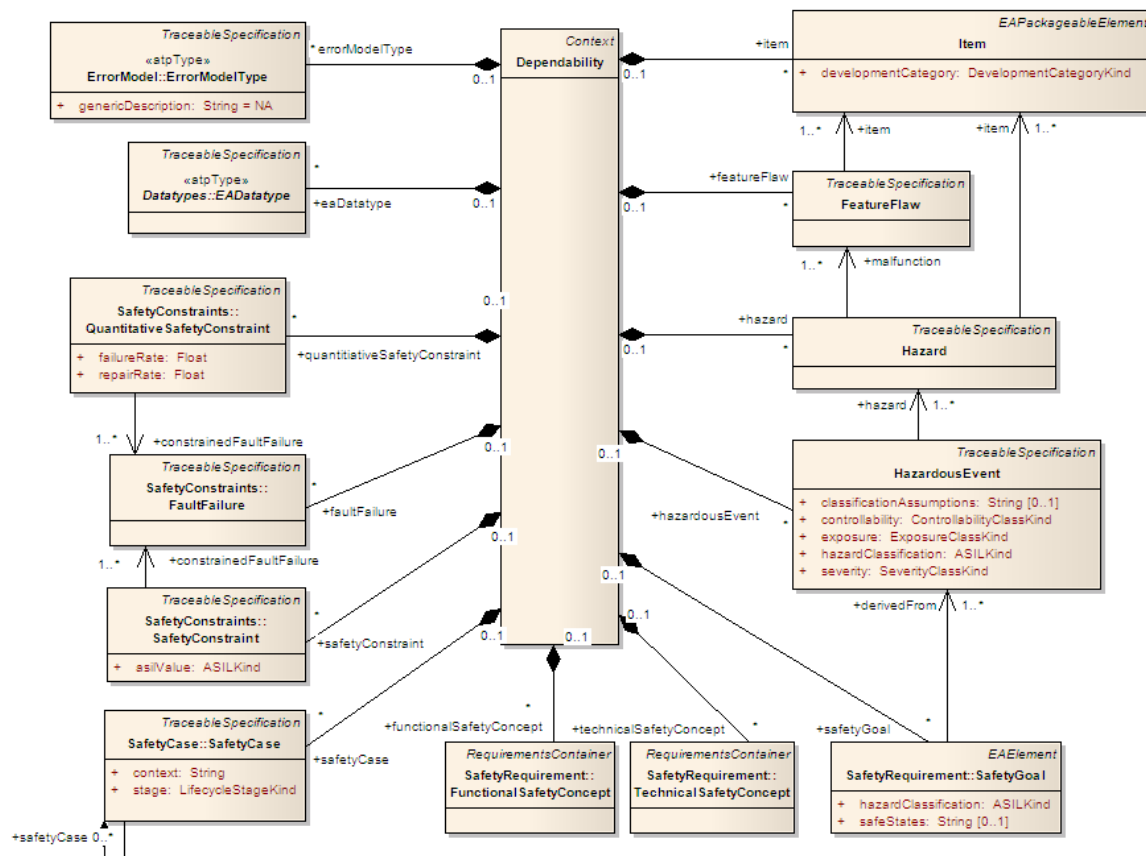 TraceableSpecification
«atpType»
ErrorModel::ErrorModelType
+ genericDescription: String = NA
* +errorModelType
0..1
Context
Dependability
0..1
+item
*
EAPackageableElement
Item
+ developmentCategory: DevelopmentCategoryKind
1..* +item
+item 1..*
TraceableSpecification
«atpType»
Datatypes::EADatatype
*
+eaDatatype
0..1
+featureFlaw
0..1
*
TraceableSpecification
FeatureFlaw
1..* +malfunction
TraceableSpecification
SafetyConstraints::
QuantitativeSafetyConstraint
+ failureRate: Float
+ repairRate: Float
*
+quantitiativeSafetyConstraint
0..1
+hazard
0..1
*
TraceableSpecification
Hazard
+hazard 1..*
1..* +constrainedFaultFailure
TraceableSpecification
SafetyConstraints::
FaultFailure
*
+faultFailure
0..1
0..1
+hazardousEvent
*
TraceableSpecification
HazardousEvent
+ classificationAssumptions: String [0..1]
+ controllability: ControllabilityClassKind
+ exposure: ExposureClassKind
+ hazardClassification: ASILKind
+ severity: SeverityClassKind
1..* +constrainedFaultFailure
TraceableSpecification
SafetyConstraints::
SafetyConstraint
+ asilValue: ASILKind
*
+safetyConstraint
0..1
0..1
+derivedFrom 1..*
0..1
0..1
0..1
TraceableSpecification
SafetyCase::SafetyCase
+ context: String
+ stage: LifecycleStageKind
*
+safetyCase
+safetyCase 0..*
*
+functionalSafetyConcept
RequirementsContainer
SafetyRequirement::
FunctionalSafetyConcept
+technicalSafetyConcept
*
RequirementsContainer
SafetyRequirement::
TechnicalSafetyConcept
+safetyGoal
*
EAElement
SafetyRequirement::SafetyGoal
+ hazardClassification: ASILKind
+ safeStates: String [0..1]